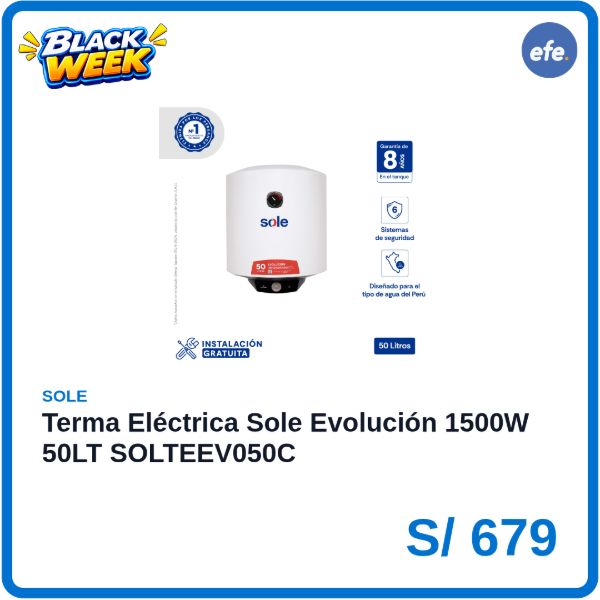 BLACK
WEEK
efe.
Nº1
sole
50
EVOLUCIÓN
Garantía de
8 AÑOS
En el tanque
6
Sistemas
de seguridad
Diseñado para el
tipo de agua del Perú
INSTALACIÓN
GRATUITA
50 Litros
SOLE
Terma Eléctrica Sole Evolución 1500W
50LT SOLTEEV050C
S/ 679